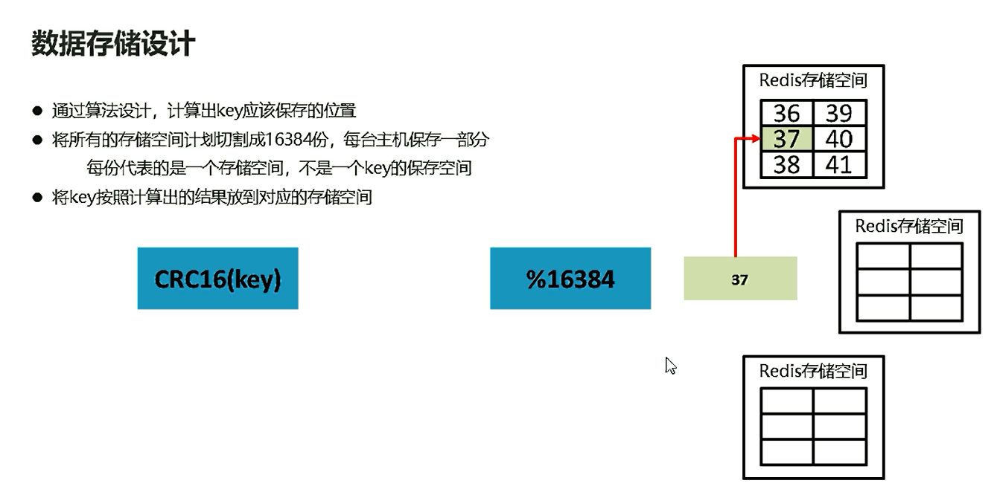 数据存储设计
● 通过算法设计，计算出key应该保存的位置
● 将所有的存储空间计划切割成16384份，每台主机保存一部分
每份代表的是一个存储空间，不是一个key的保存空间
● 将key按照计算出的结果放到对应的存储空间
CRC16(key)
%16384
37
Redis存储空间
36 39
37 40
38 41
Redis存储空间
Redis存储空间